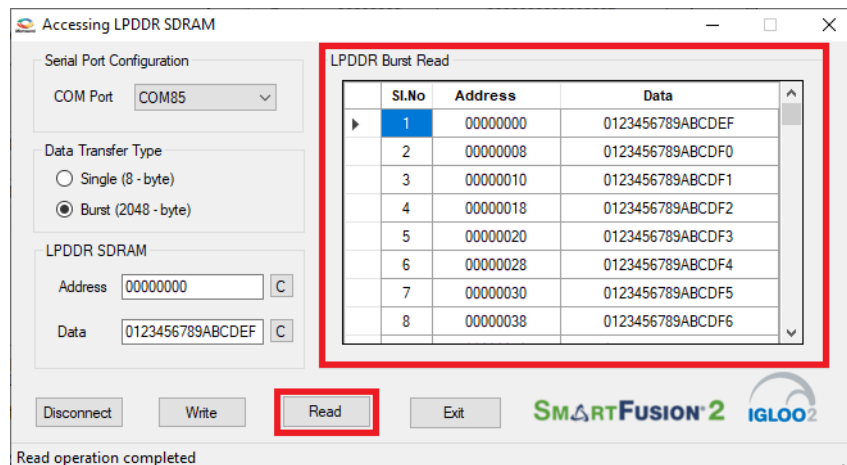 Accessing LPDDR SDRAM
Serial Port Configuration
COM Port COM85
Data Transfer Type
Single (8 - byte)
Burst (2048 - byte)
LPDDR SDRAM
Address 00000000 C
Data 0123456789ABCDEF C
LPDDR Burst Read
Sl.No Address Data
1 00000000 0123456789ABCDEF
2 00000008 0123456789ABCDF0
3 00000010 0123456789ABCDF1
4 00000018 0123456789ABCDF2
5 00000020 0123456789ABCDF3
6 00000028 0123456789ABCDF4
7 00000030 0123456789ABCDF5
8 00000038 0123456789ABCDF6
Disconnect Write Read Exit SMARTFUSION®2 IGLOO2
Read operation completed